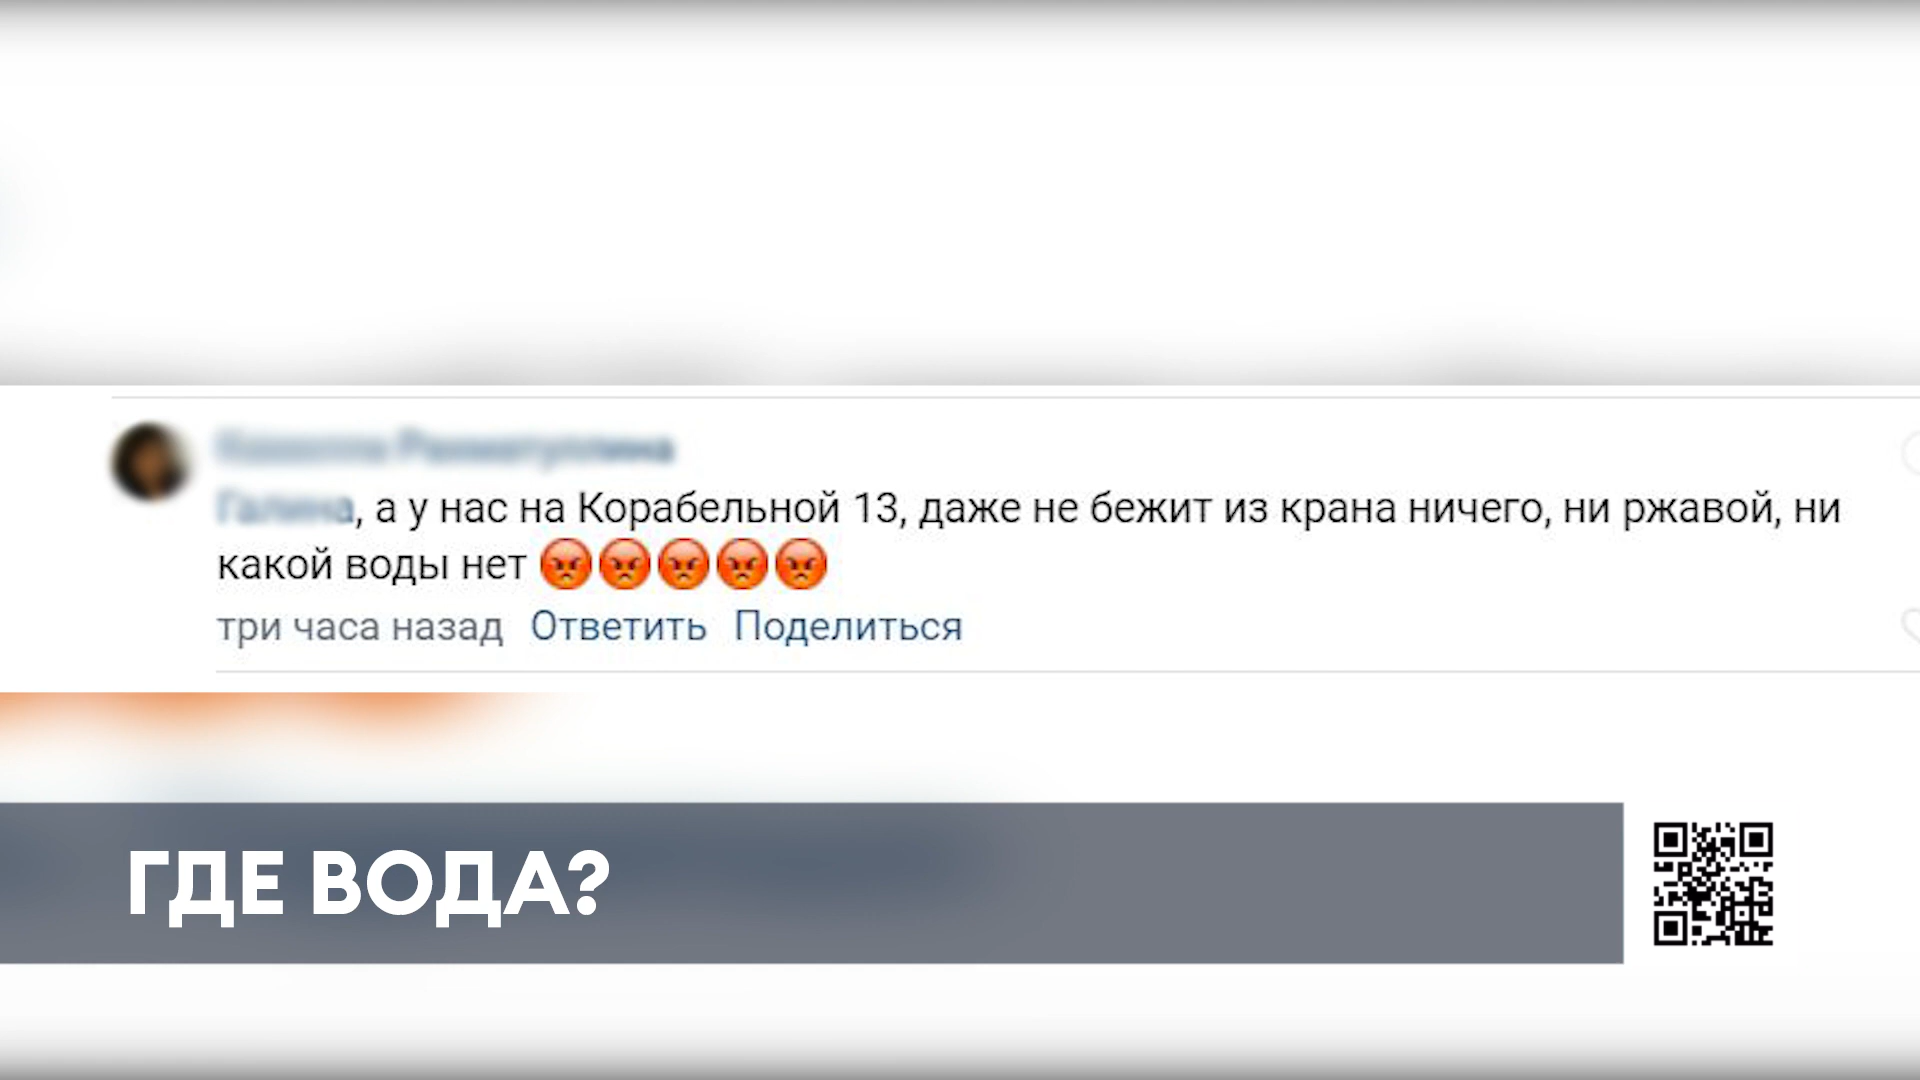 , а у нас на Корабельной 13, даже не бежит из крана ничего, ни ржавой, ни
какой воды нет 😡😡😡😡😡
три часа назад Ответить Поделиться
ГДЕ ВОДА?